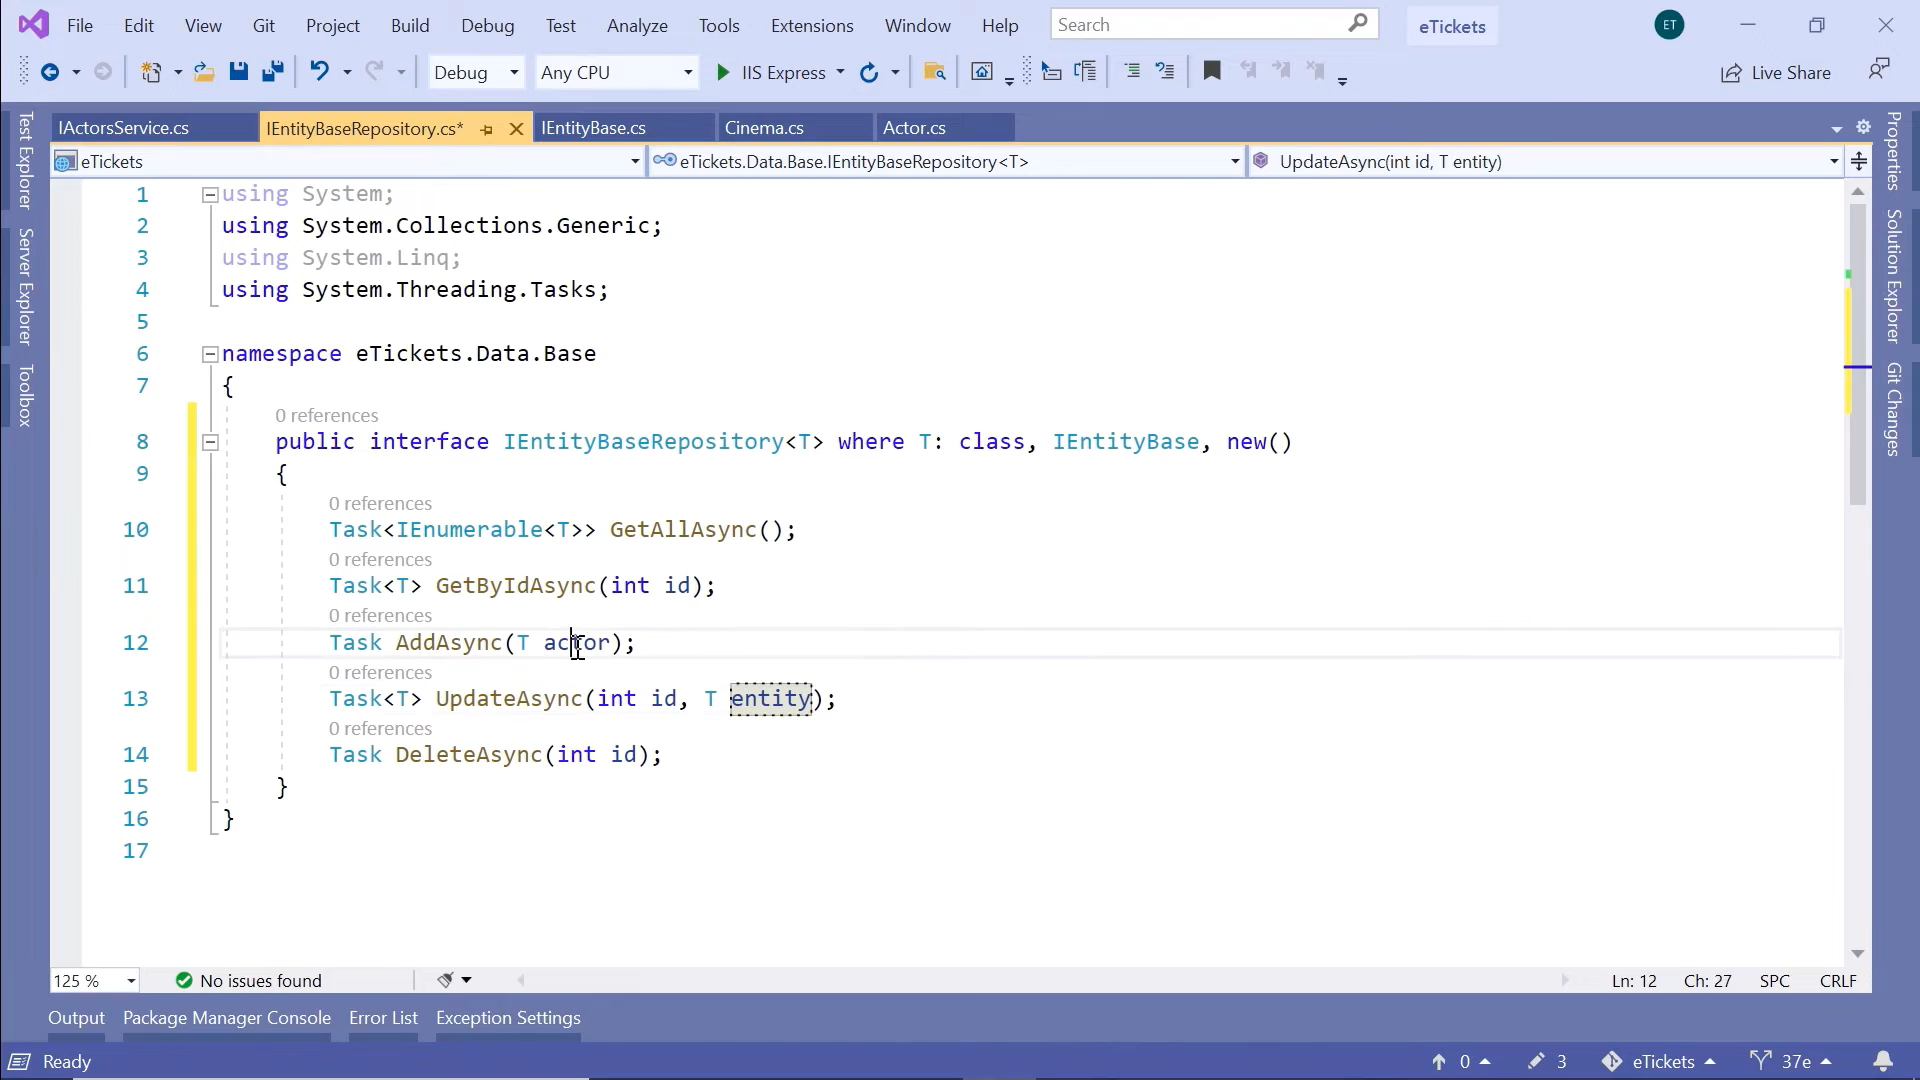 File Edit View Git Project Build Debug Test Analyze Tools Extensions Window Help Search eTickets ET
Debug Any CPU IIS Express Live Share
IActorsService.cs IEntityBaseRepository.cs* IEntityBase.cs Cinema.cs Actor.cs
eTickets eTickets.Data.Base.IEntityBaseRepository<T> UpdateAsync(int id, T entity)
Test Explorer
Server Explorer
Toolbox
1 using System;
2 using System.Collections.Generic;
3 using System.Linq;
4 using System.Threading.Tasks;
5
6 namespace eTickets.Data.Base
7 {
0 references
8 public interface IEntityBaseRepository<T> where T: class, IEntityBase, new()
9 {
0 references
10 Task<IEnumerable<T>> GetAllAsync();
0 references
11 Task<T> GetByIdAsync(int id);
0 references
12 Task AddAsync(T actor);
0 references
13 Task<T> UpdateAsync(int id, T entity);
0 references
14 Task DeleteAsync(int id);
15 }
16 }
17
Properties
Solution Explorer
Git Changes
125 % No issues found Ln: 12 Ch: 27 SPC CRLF
Output Package Manager Console Error List Exception Settings
Ready 0 3 eTickets 37e